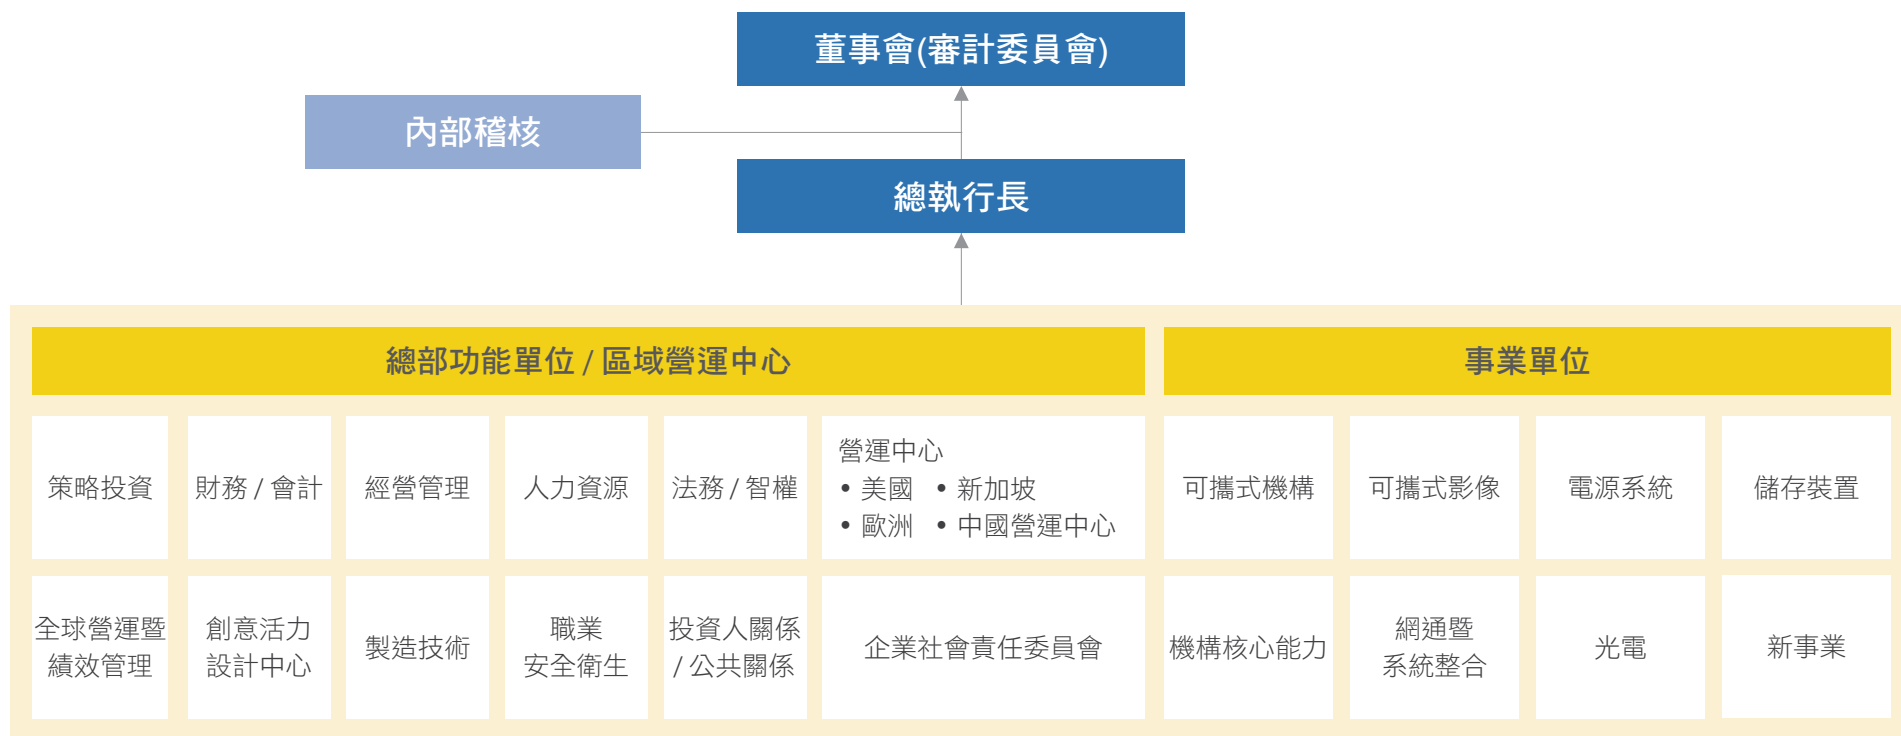 董事會(審計委員會)
內部稽核
總執行長
總部功能單位 / 區域營運中心
事業單位
策略投資
財務 / 會計
經營管理
人力資源
法務 / 智權
營運中心
• 美國 • 新加坡
• 歐洲 • 中國營運中心
可攜式機構
可攜式影像
電源系統
儲存裝置
全球營運暨
績效管理
創意活力
設計中心
製造技術
職業
安全衛生
投資人關係
/ 公共關係
企業社會責任委員會
機構核心能力
網通暨
系統整合
光電
新事業